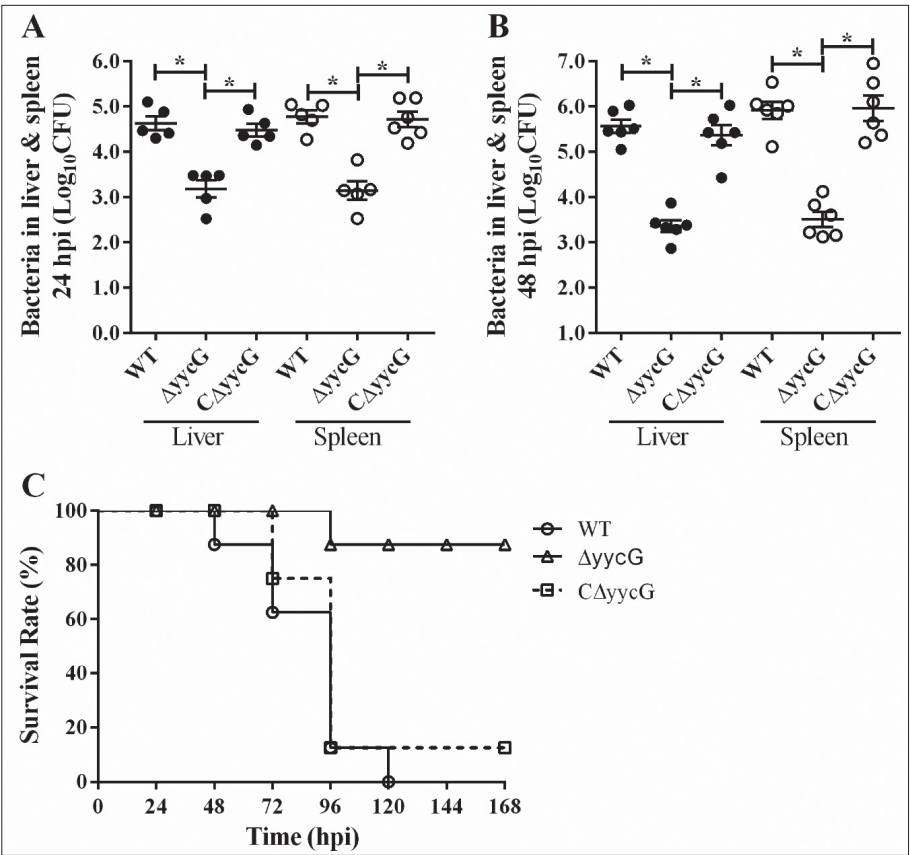 A
Bacteria in liver & spleen
24 hpi (Log10CFU)
6.0
5.0
4.0
3.0
2.0
1.0
0.0
* * * *
WT ΔyycG CΔyycG WT ΔyycG CΔyycG
Liver Spleen
B
Bacteria in liver & spleen
48 hpi (Log10CFU)
7.0
6.0
5.0
4.0
3.0
2.0
1.0
* * * *
WT ΔyycG CΔyycG WT ΔyycG CΔyycG
Liver Spleen
C
Survival Rate (%)
100
80
60
40
20
0
0 24 48 72 96 120 144 168
Time (hpi)
WT
ΔyycG
CΔyycG